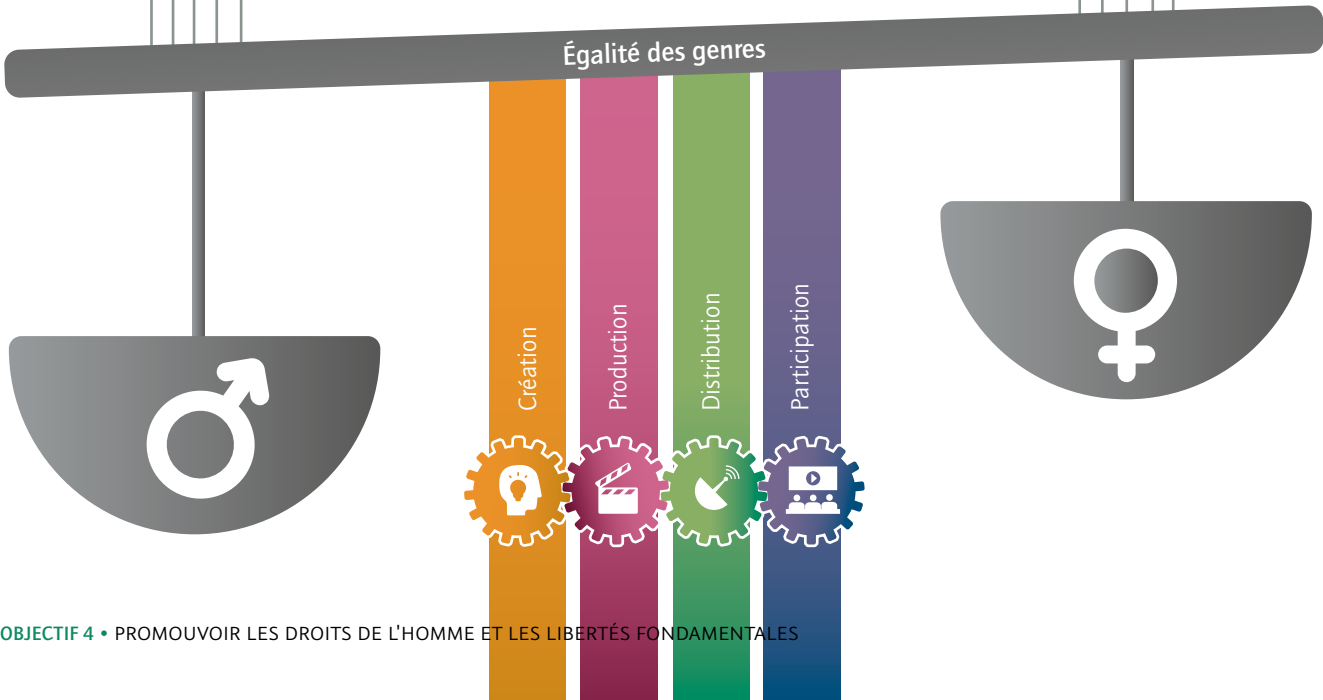 Égalité des genres
Création
Production
Distribution
Participation
OBJECTIF 4 • PROMOUVOIR LES DROITS DE L'HOMME ET LES LIBERTÉS FONDAMENTALES